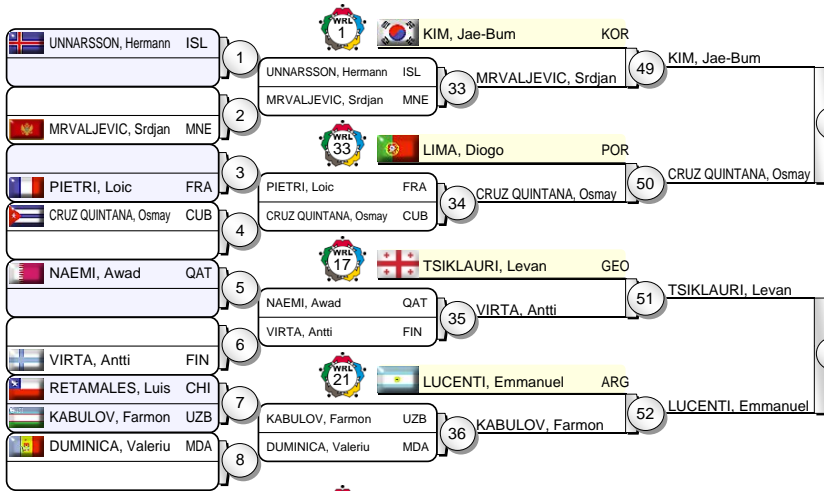 WRL
1
KIM, Jae-Bum KOR
UNNARSSON, Hermann ISL
1
49
KIM, Jae-Bum
UNNARSSON, Hermann ISL
33
MRVALJEVIC, Srdjan
MRVALJEVIC, Srdjan MNE
2
MRVALJEVIC, Srdjan MNE
WRL
33
LIMA, Diogo POR
3
50
CRUZ QUINTANA, Osmay
PIETRI, Loic FRA
PIETRI, Loic FRA
34
CRUZ QUINTANA, Osmay
CRUZ QUINTANA, Osmay CUB
CRUZ QUINTANA, Osmay CUB
4
WRL
17
TSIKLAURI, Levan GEO
NAEMI, Awad QAT
5
51
TSIKLAURI, Levan
NAEMI, Awad QAT
35
VIRTA, Antti
VIRTA, Antti FIN
6
VIRTA, Antti FIN
WRL
21
LUCENTI, Emmanuel ARG
RETAMALES, Luis CHI
7
52
LUCENTI, Emmanuel
KABULOV, Farmon UZB
KABULOV, Farmon UZB
36
KABULOV, Farmon
DUMINICA, Valeriu MDA
DUMINICA, Valeriu MDA
8